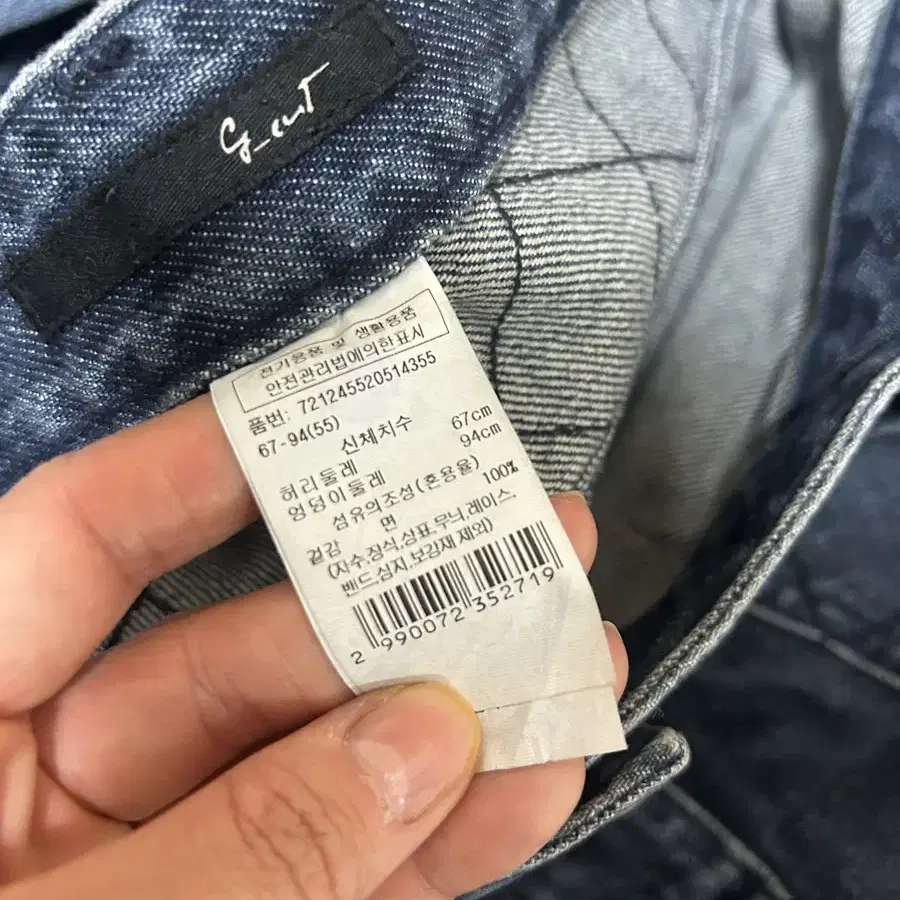 g_cut
전기용품 및 생활용품
안전관리법에의한표시
품번: 721245520514355
67-94(55)
신체치수
허리둘레 67cm
엉덩이둘레 94cm
섬유의조성(혼용율)
겉감 면 100%
(자수,장식,상표,무늬,레이스,
밴드,심지,보강재 제외)
2 990072 352719